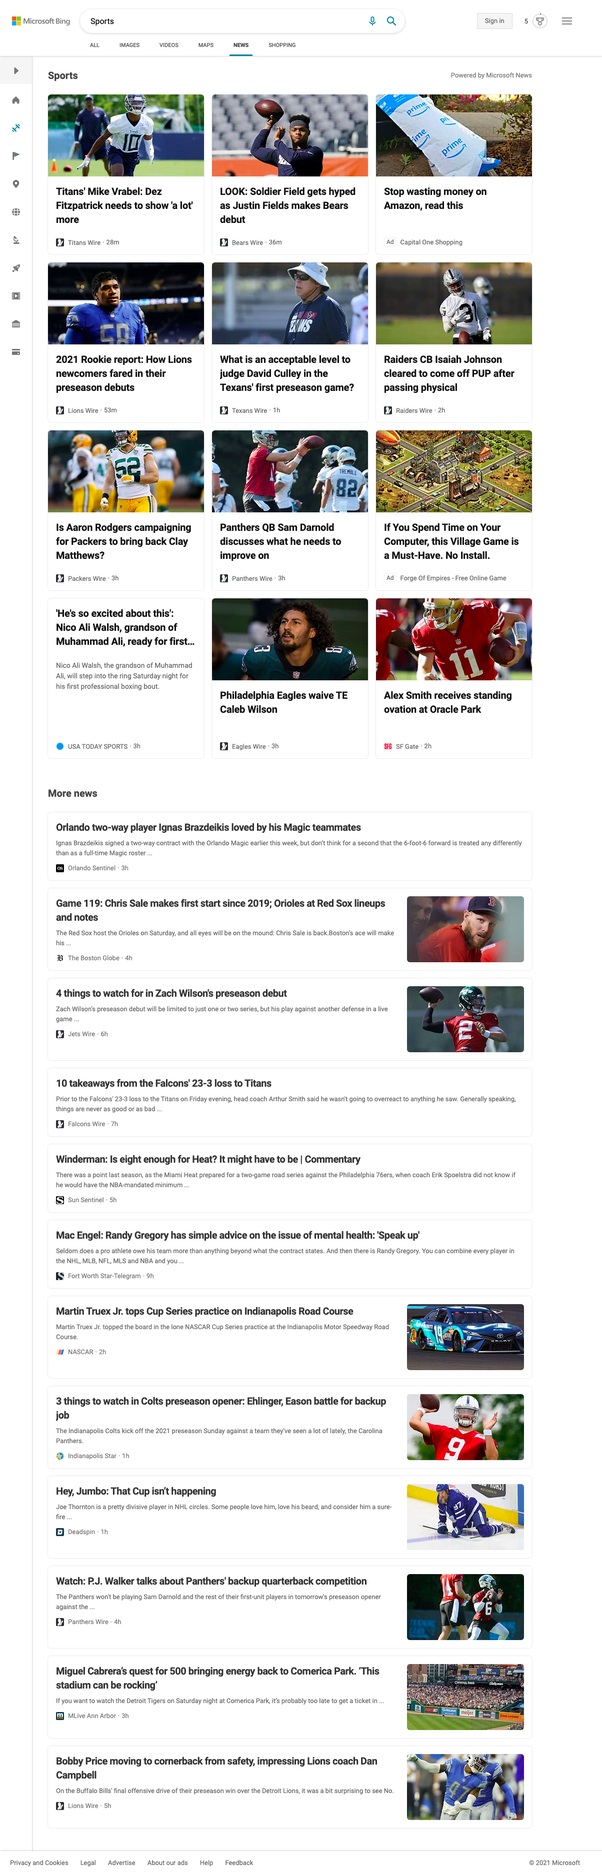 Microsoft Bing
Sports
Sign in
5
ALL IMAGES VIDEOS MAPS NEWS SHOPPING
Sports
Powered by Microsoft News
Titans' Mike Vrabel: Dez
Fitzpatrick needs to show 'a lot'
more
Titans Wire · 28m
LOOK: Soldier Field gets hyped
as Justin Fields makes Bears
debut
Bears Wire · 36m
prime
prime
prime
Stop wasting money on
Amazon, read this
Ad Capital One Shopping
2021 Rookie report: How Lions
newcomers fared in their
preseason debuts
Lions Wire · 53m
What is an acceptable level to
judge David Culley in the
Texans' first preseason game?
Texans Wire · 1h
Raiders CB Isaiah Johnson
cleared to come off PUP after
passing physical
Raiders Wire · 2h
Is Aaron Rodgers campaigning
for Packers to bring back Clay
Matthews?
Packers Wire · 3h
Panthers QB Sam Darnold
discusses what he needs to
improve on
Panthers Wire · 3h
If You Spend Time on Your
Computer, this Village Game is
a Must-Have. No Install.
Ad Forge Of Empires - Free Online Game
'He's so excited about this':
Nico Ali Walsh, grandson of
Muhammad Ali, ready for first...
Nico Ali Walsh, the grandson of Muhammad
Ali, will step into the ring Saturday night for
his first professional boxing bout.
USA TODAY SPORTS · 3h
Philadelphia Eagles waive TE
Caleb Wilson
Eagles Wire · 3h
Alex Smith receives standing
ovation at Oracle Park
SF Gate · 2h
More news
Orlando two-way player Ignas Brazdeikis loved by his Magic teammates
Ignas Brazdeikis signed a two-way contract with the Orlando Magic earlier this week, but don't think for a second that the 6-foot-6 forward is treated any differently
than as a full-time Magic roster ...
Orlando Sentinel · 3h
Game 119: Chris Sale makes first start since 2019; Orioles at Red Sox lineups
and notes
The Red Sox host the Orioles on Saturday, and all eyes will be on the mound: Chris Sale is back.Boston's ace will make
his ...
The Boston Globe · 4h
4 things to watch for in Zach Wilson's preseason debut
Zach Wilson's preseason debut will be limited to just one or two series, but his play against another defense in a live
game ...
Jets Wire · 6h
10 takeaways from the Falcons' 23-3 loss to Titans
Prior to the Falcons' 23-3 loss to the Titans on Friday evening, head coach Arthur Smith said he wasn't going to overreact to anything he saw. Generally speaking,
things are never as good or as bad ...
Falcons Wire · 7h
Winderman: Is eight enough for Heat? It might have to be | Commentary
There was a point last season, as the Miami Heat prepared for a two-game road series against the Philadelphia 76ers, when coach Erik Spoelstra did not know if
he would have the NBA-mandated minimum ...
Sun Sentinel · 5h
Mac Engel: Randy Gregory has simple advice on the issue of mental health: 'Speak up'
Seldom does a pro athlete owe his team more than anything beyond what the contract states. And then there is Randy Gregory. You can combine every player in
the NHL, MLB, NFL, MLS and NBA and you ...
Fort Worth Star-Telegram · 9h
Martin Truex Jr. tops Cup Series practice on Indianapolis Road Course
Martin Truex Jr. topped the board in the lone NASCAR Cup Series practice at the Indianapolis Motor Speedway Road
Course.
NASCAR · 2h
3 things to watch in Colts preseason opener: Ehlinger, Eason battle for backup
job
The Indianapolis Colts kick off the 2021 preseason Sunday against a team they've seen a lot of lately, the Carolina
Panthers.
Indianapolis Star · 1h
Hey, Jumbo: That Cup isn't happening
Joe Thornton is a pretty divisive player in NHL circles. Some people love him, love his beard, and consider him a sure-
fire ...
Deadspin · 1h
Watch: P.J. Walker talks about Panthers' backup quarterback competition
The Panthers won't be playing Sam Darnold and the rest of their first-unit players in tomorrow's preseason opener
against the ...
Panthers Wire · 4h
Miguel Cabrera's quest for 500 bringing energy back to Comerica Park. 'This
stadium can be rocking'
If you want to watch the Detroit Tigers on Saturday night at Comerica Park, it's probably too late to get a ticket in ...
MLive Ann Arbor · 3h
Bobby Price moving to cornerback from safety, impressing Lions coach Dan
Campbell
On the Buffalo Bills' final offensive drive of their preseason win over the Detroit Lions, it was a bit surprising to see No.
Lions Wire · 5h
Privacy and Cookies Legal Advertise About our ads Help Feedback
© 2021 Microsoft